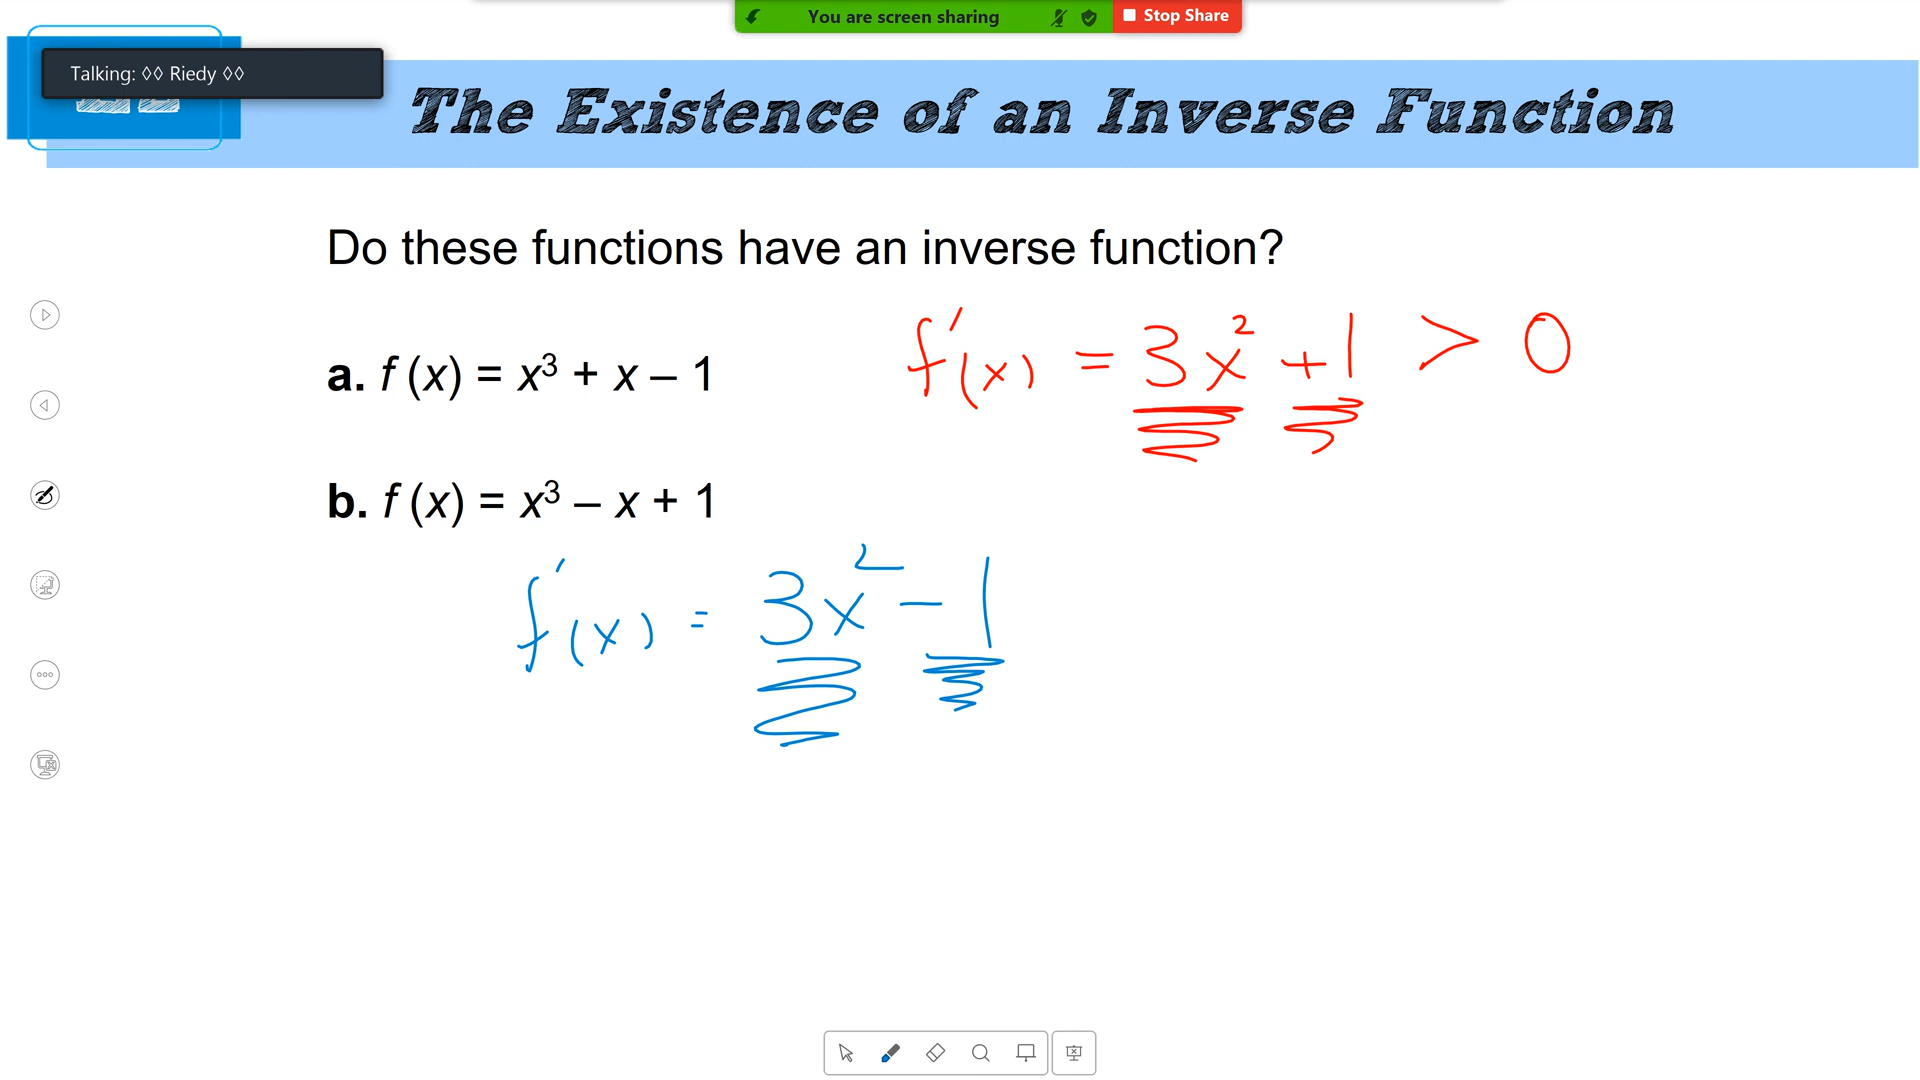 You are screen sharing Stop Share
Talking: ◊◊ Riedy ◊◊
The Existence of an Inverse Function
Do these functions have an inverse function?
f'(x) = 3x² + 1 > 0
a. f (x) = x³ + x – 1
b. f (x) = x³ – x + 1
f'(x) = 3x² - 1